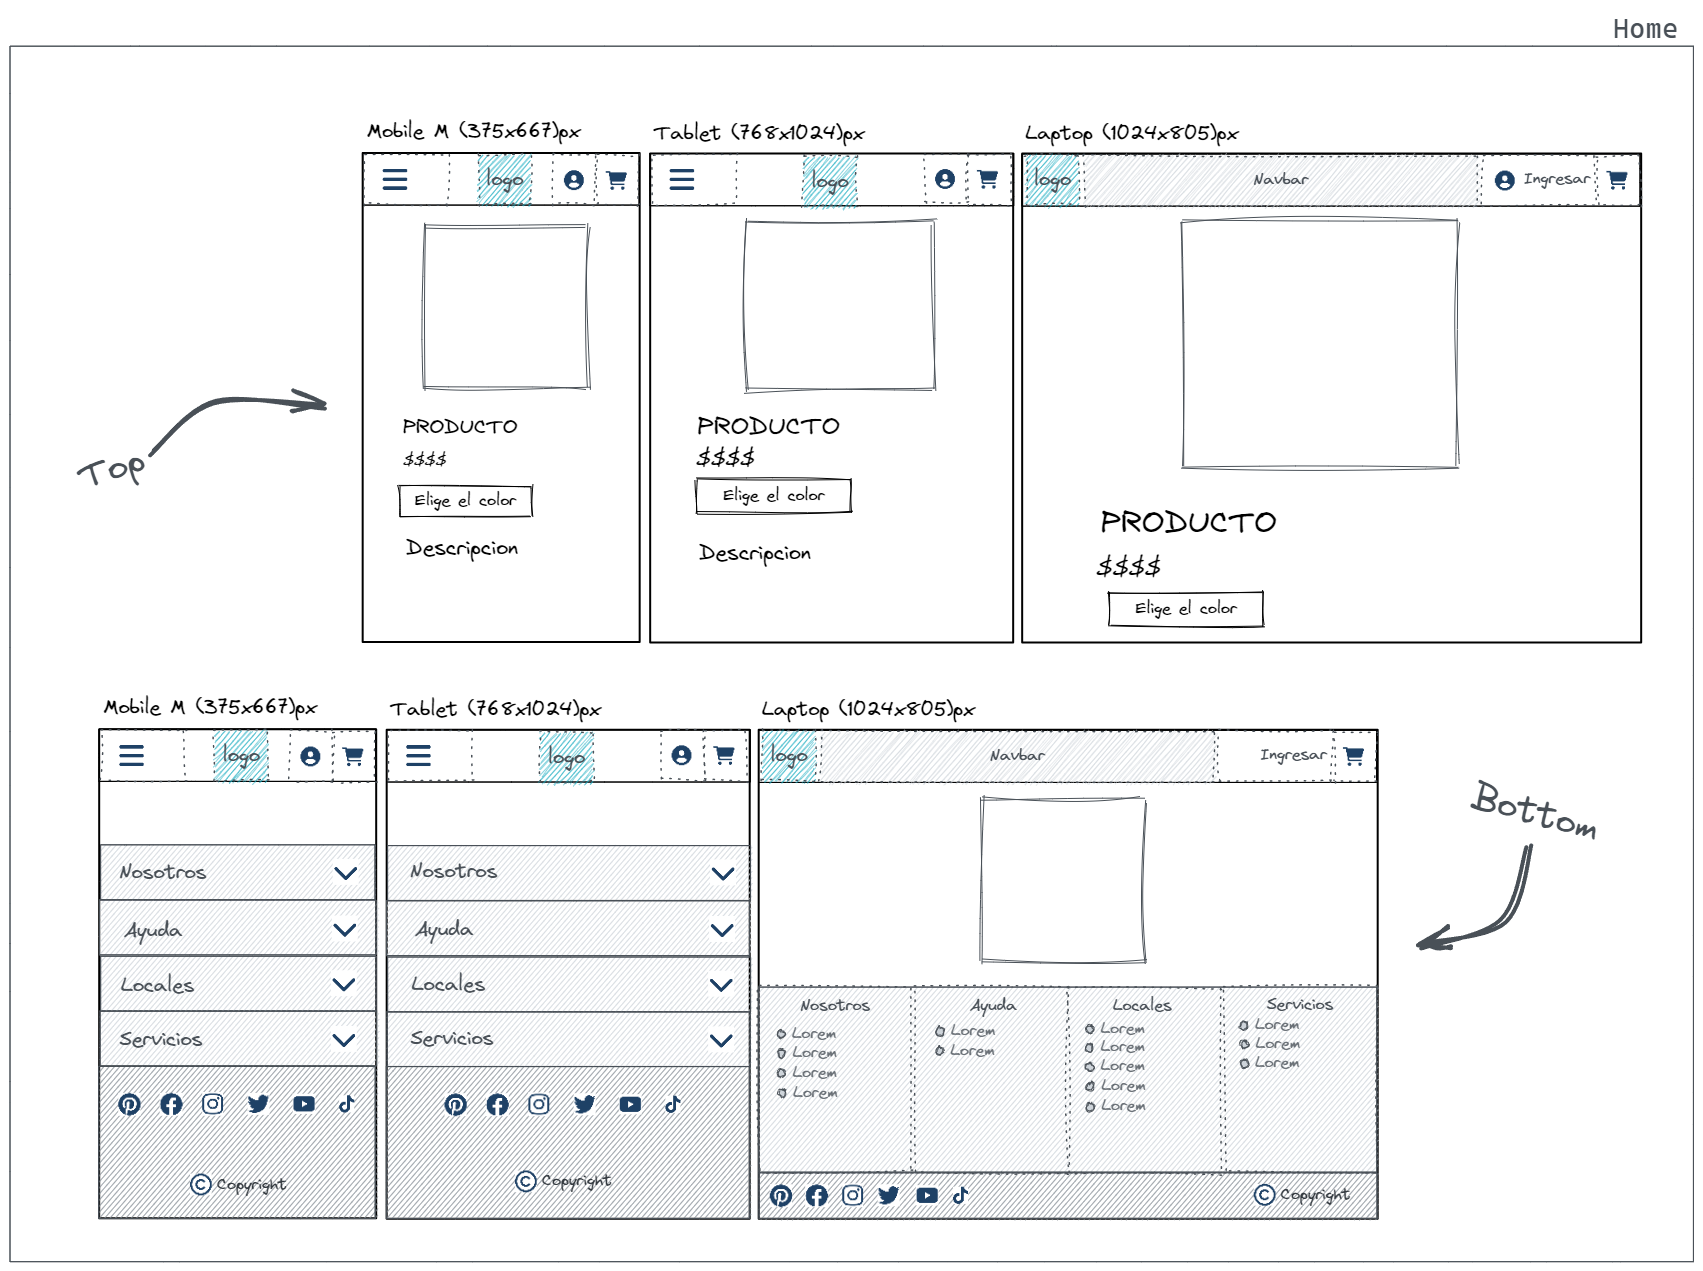 Home
Mobile M (375x667)px
Tablet (768x1024)px
Laptop (1024x805)px
logo
logo
logo
Navbar
Ingresar
PRODUCTO
$$$$
Elige el color
Descripcion
PRODUCTO
$$$$
Elige el color
Descripcion
PRODUCTO
$$$$
Elige el color
Top
Mobile M (375x667)px
Tablet (768x1024)px
Laptop (1024x805)px
logo
logo
logo
Navbar
Ingresar
Bottom
Nosotros
Ayuda
Locales
Servicios
Copyright
Nosotros
Ayuda
Locales
Servicios
Copyright
Nosotros
Lorem
Lorem
Lorem
Lorem
Ayuda
Lorem
Lorem
Locales
Lorem
Lorem
Lorem
Lorem
Lorem
Servicios
Lorem
Lorem
Lorem
Copyright